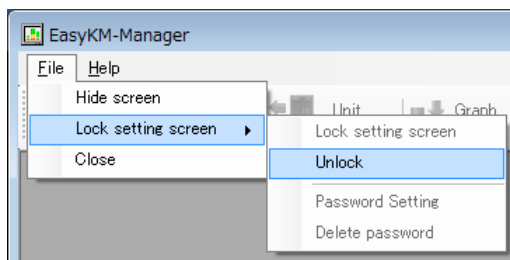 EasyKM-Manager
File Help
Hide screen
Unit Graph
Lock setting screen
Lock setting screen
Close
Unlock
Password Setting
Delete password